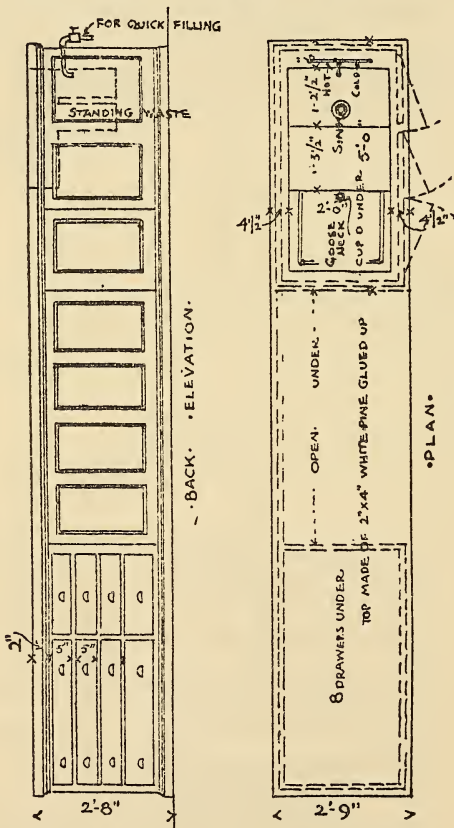 FOR QUICK FILLING
STANDING WASTE
·BACK· ELEVATION·
2"
5"
5"
2'-8"
1'-2½"
HOT
COLD
SINK
1'-3½"
5'-0"
4½"
2'-0"
GOOSE
NECK
CUP'D UNDER
4½"
OPEN· UNDER·
TOP MADE OF 2"X4" WHITE PINE GLUED UP
·PLAN·
8 DRAWERS UNDER
2'-9"